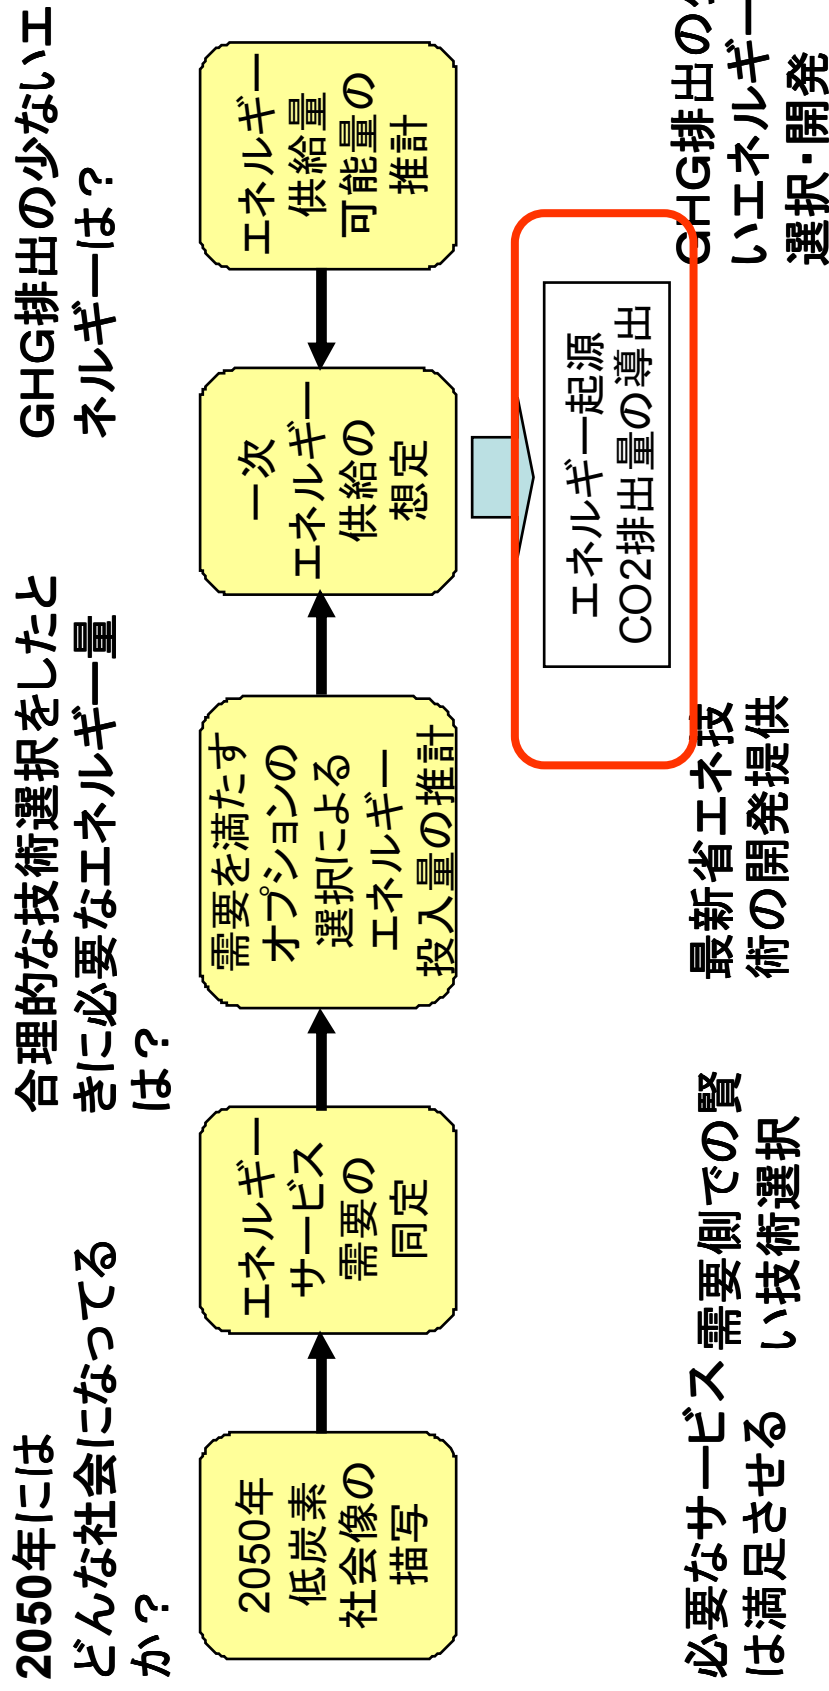 2050年には
どんな社会になってる
か？
合理的な技術選択をしたと
きに必要なエネルギー量
は？
GHG排出の少ないエ
ネルギーは？
2050年
低炭素
社会像の
描写
エネルギー
サービス
需要の
同定
需要を満たす
オプションの
選択による
エネルギー
投入量の推計
一次
エネルギー
供給の
想定
エネルギー
供給量
可能量の
推計
エネルギー起源
CO2排出量の導出
必要なサービス
は満足させる
需要側での賢
い技術選択
最新省エネ技
術の開発提供
GHG排出の少
いエネルギー
選択・開発